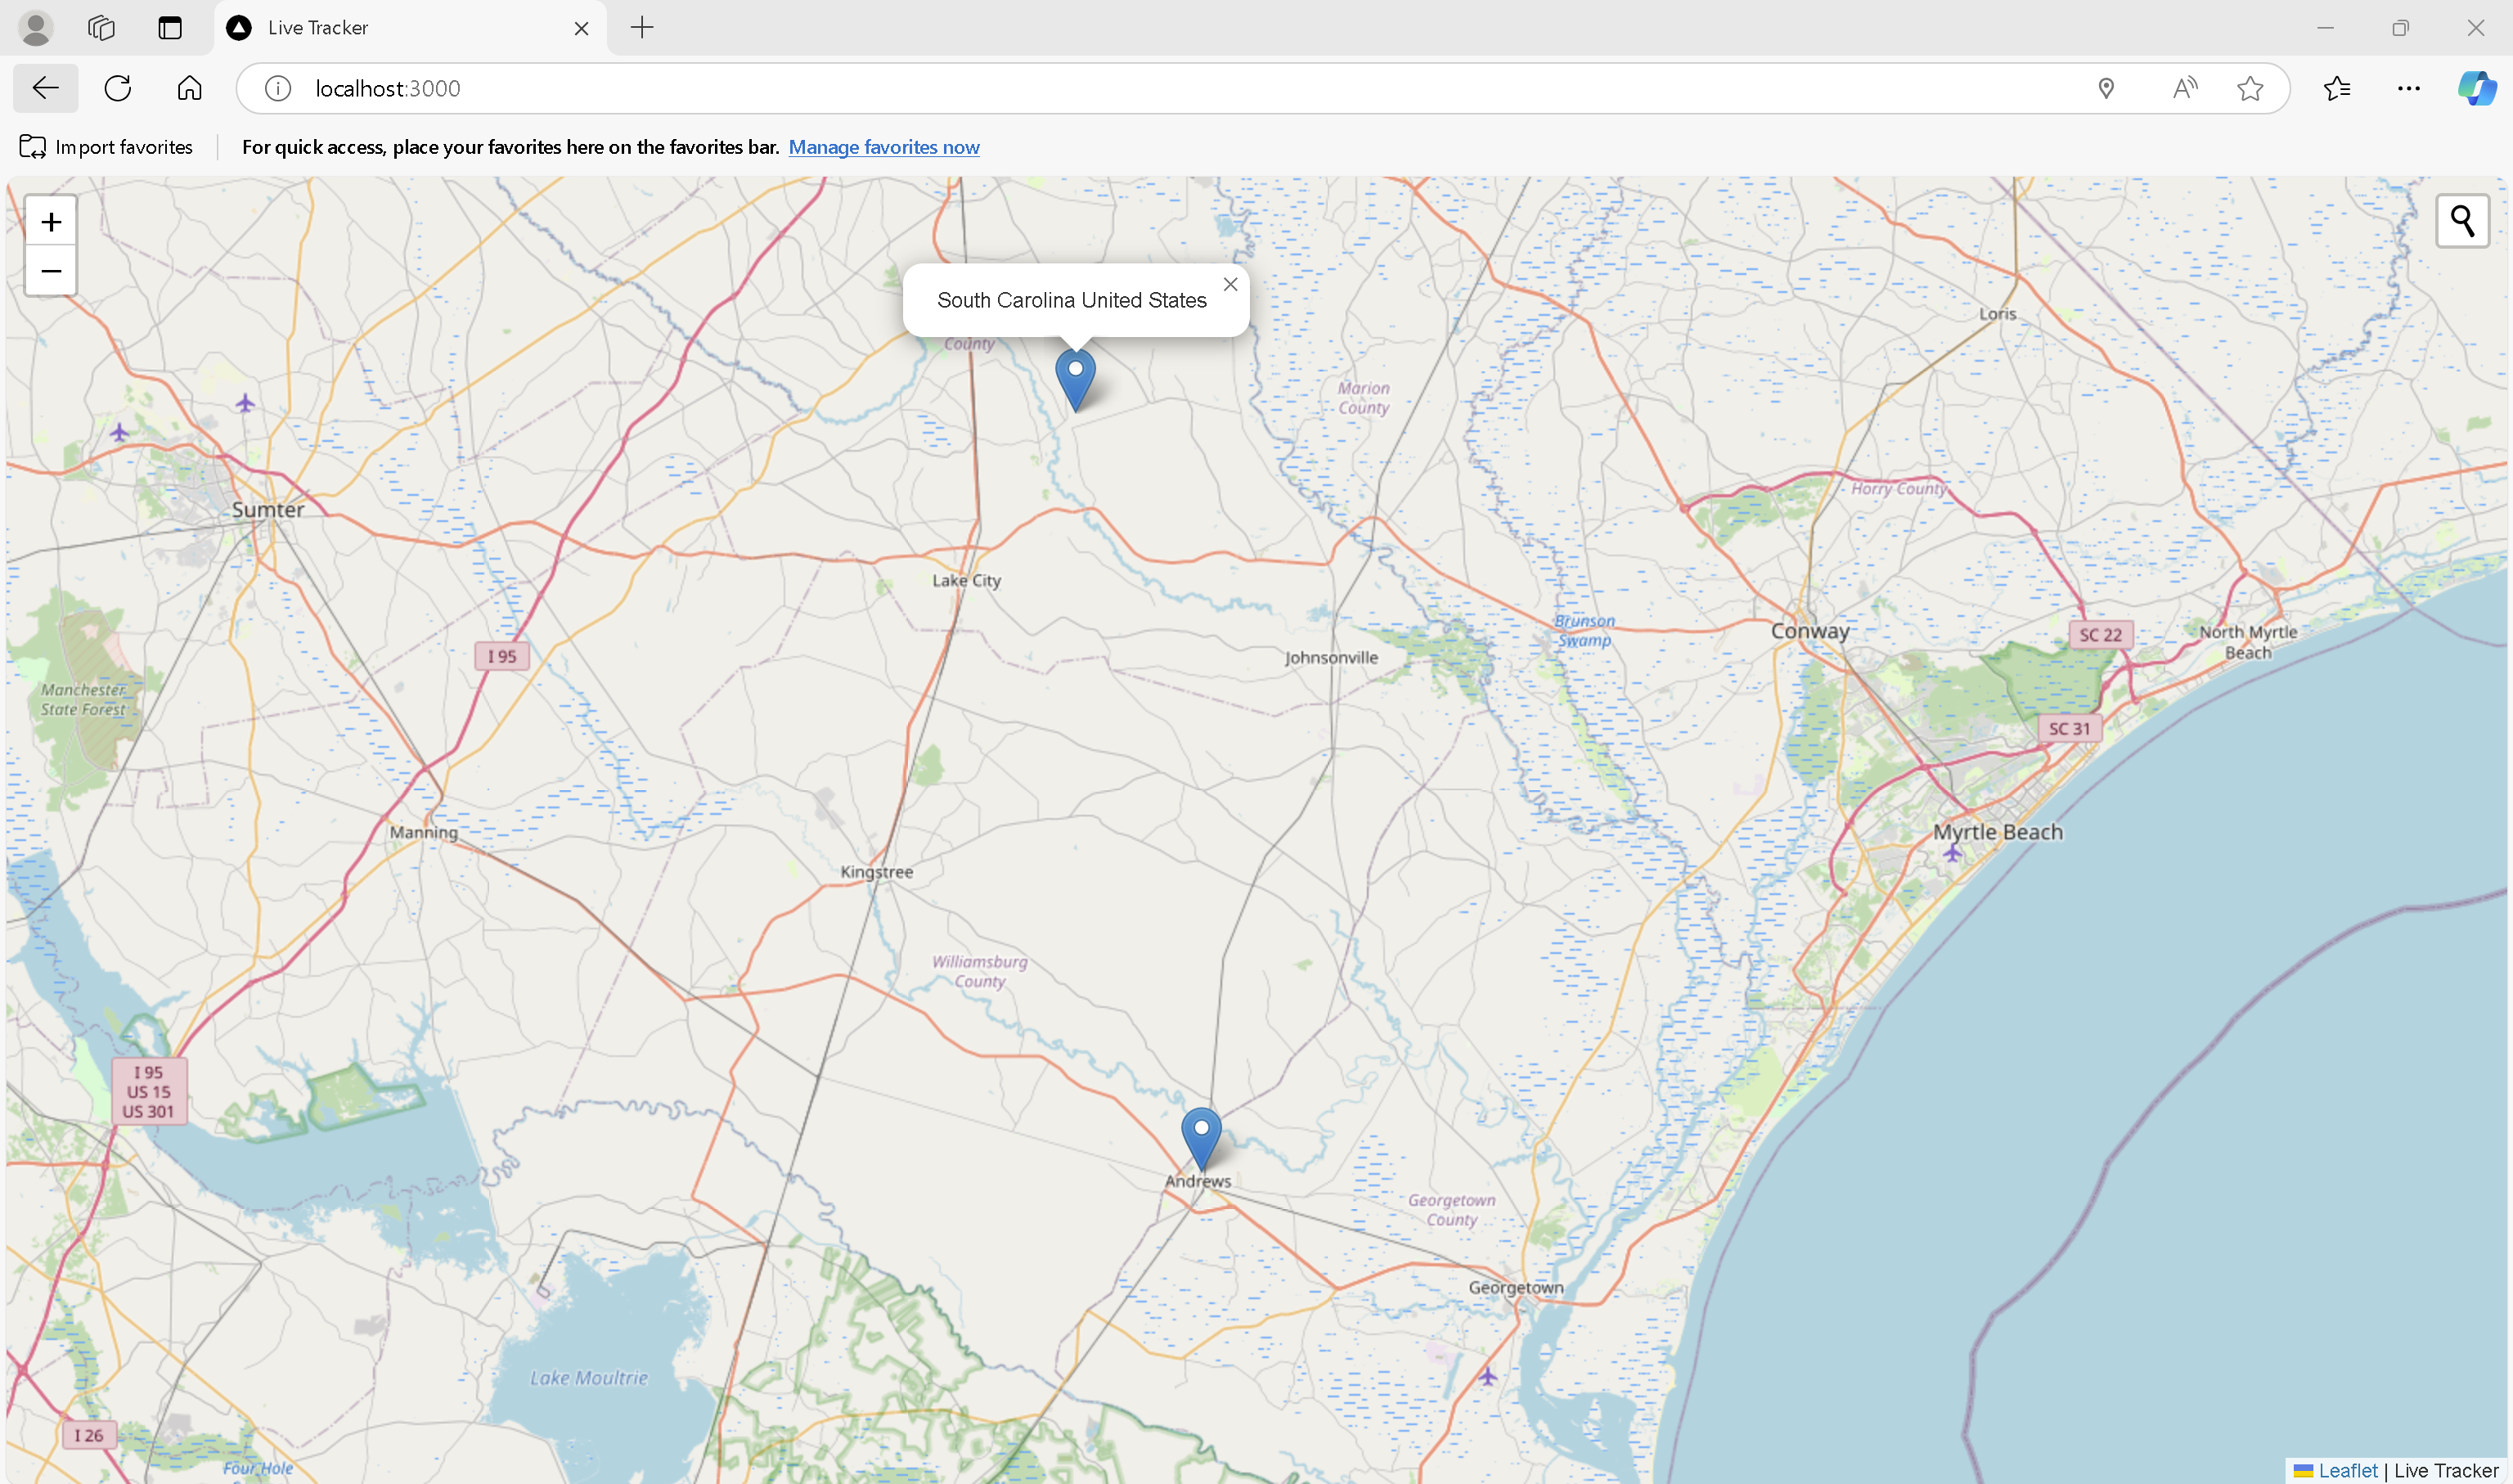 Live Tracker
localhost:3000
Import favorites
For quick access, place your favorites here on the favorites bar. Manage favorites now
+
−
South Carolina United States
County
Loris
Marion
County
Horry County
Sumter
Lake City
Brunson
Swamp
Conway
SC 22
North Myrtle
Beach
I 95
Johnsonville
Manchester
State Forest
SC 31
Manning
Myrtle Beach
Kingstree
Williamsburg
County
I 95
US 15
US 301
Andrews
Georgetown
County
Georgetown
Lake Moultrie
I 26
Four Hole
Leaflet | Live Tracker